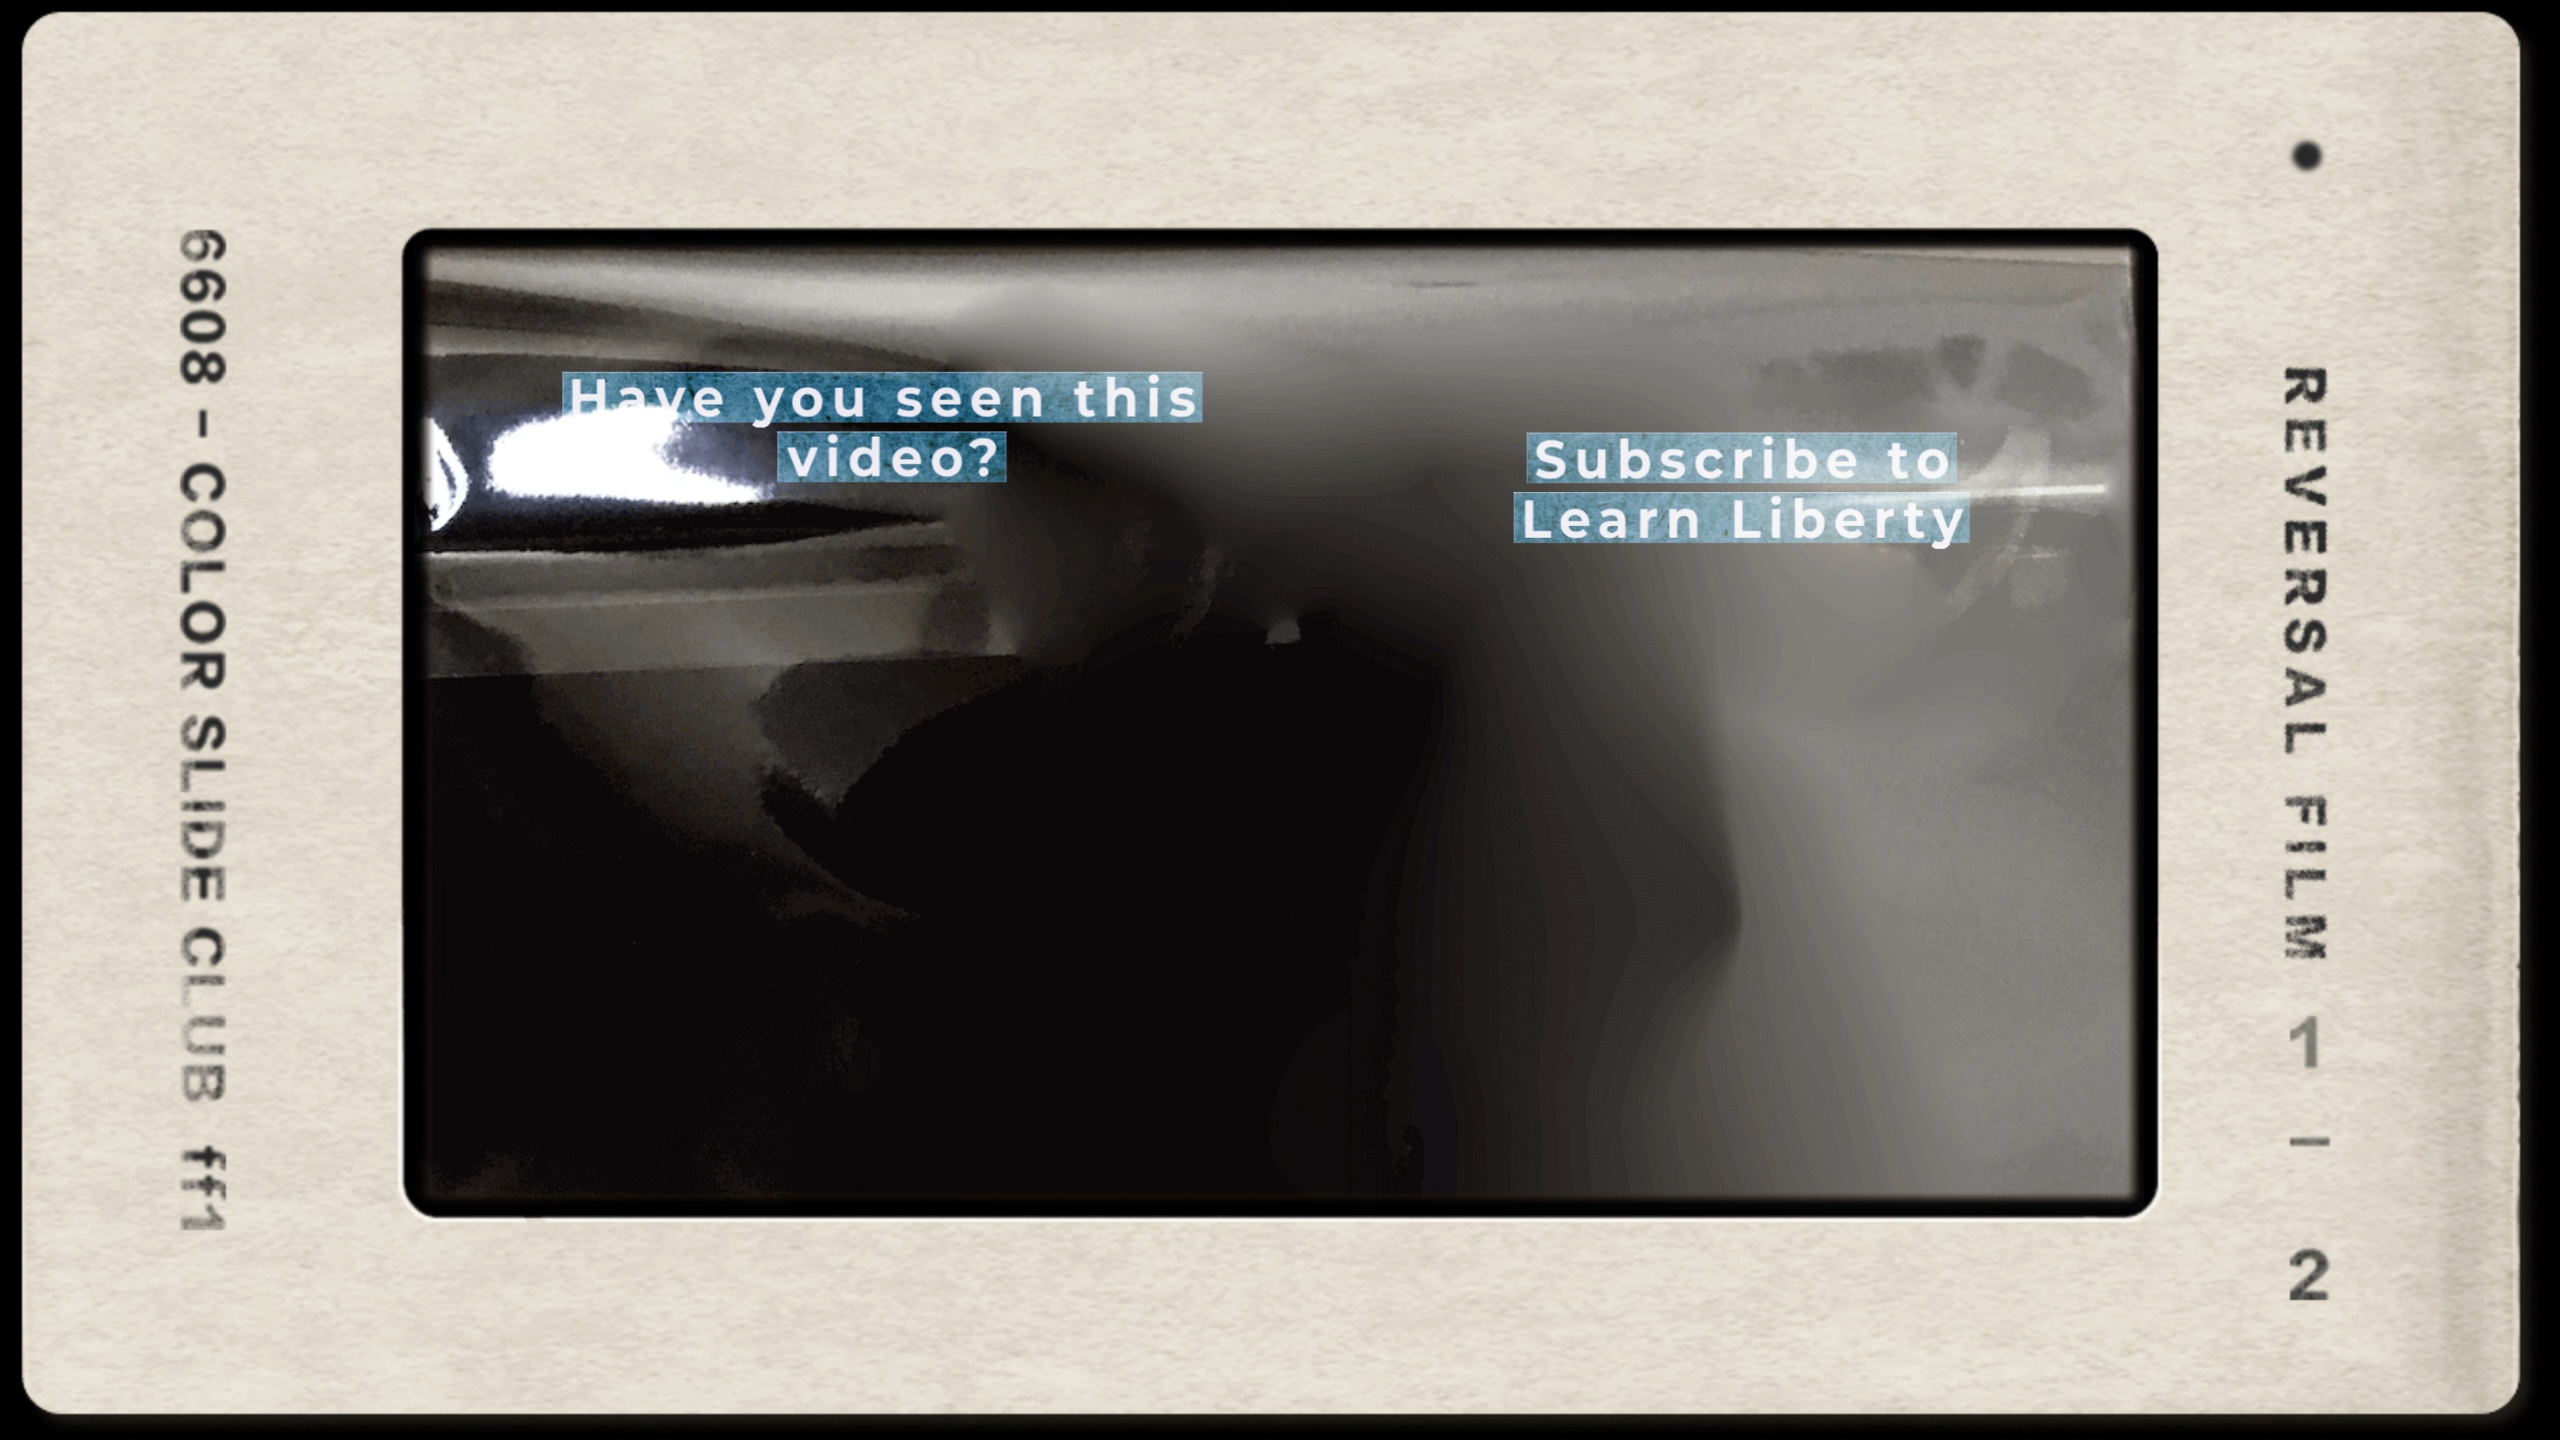 6608 - COLOR SLIDE CLUB ff1
Have you seen this
video?
Subscribe to
Learn Liberty
REVERSAL FILM 1 - 2